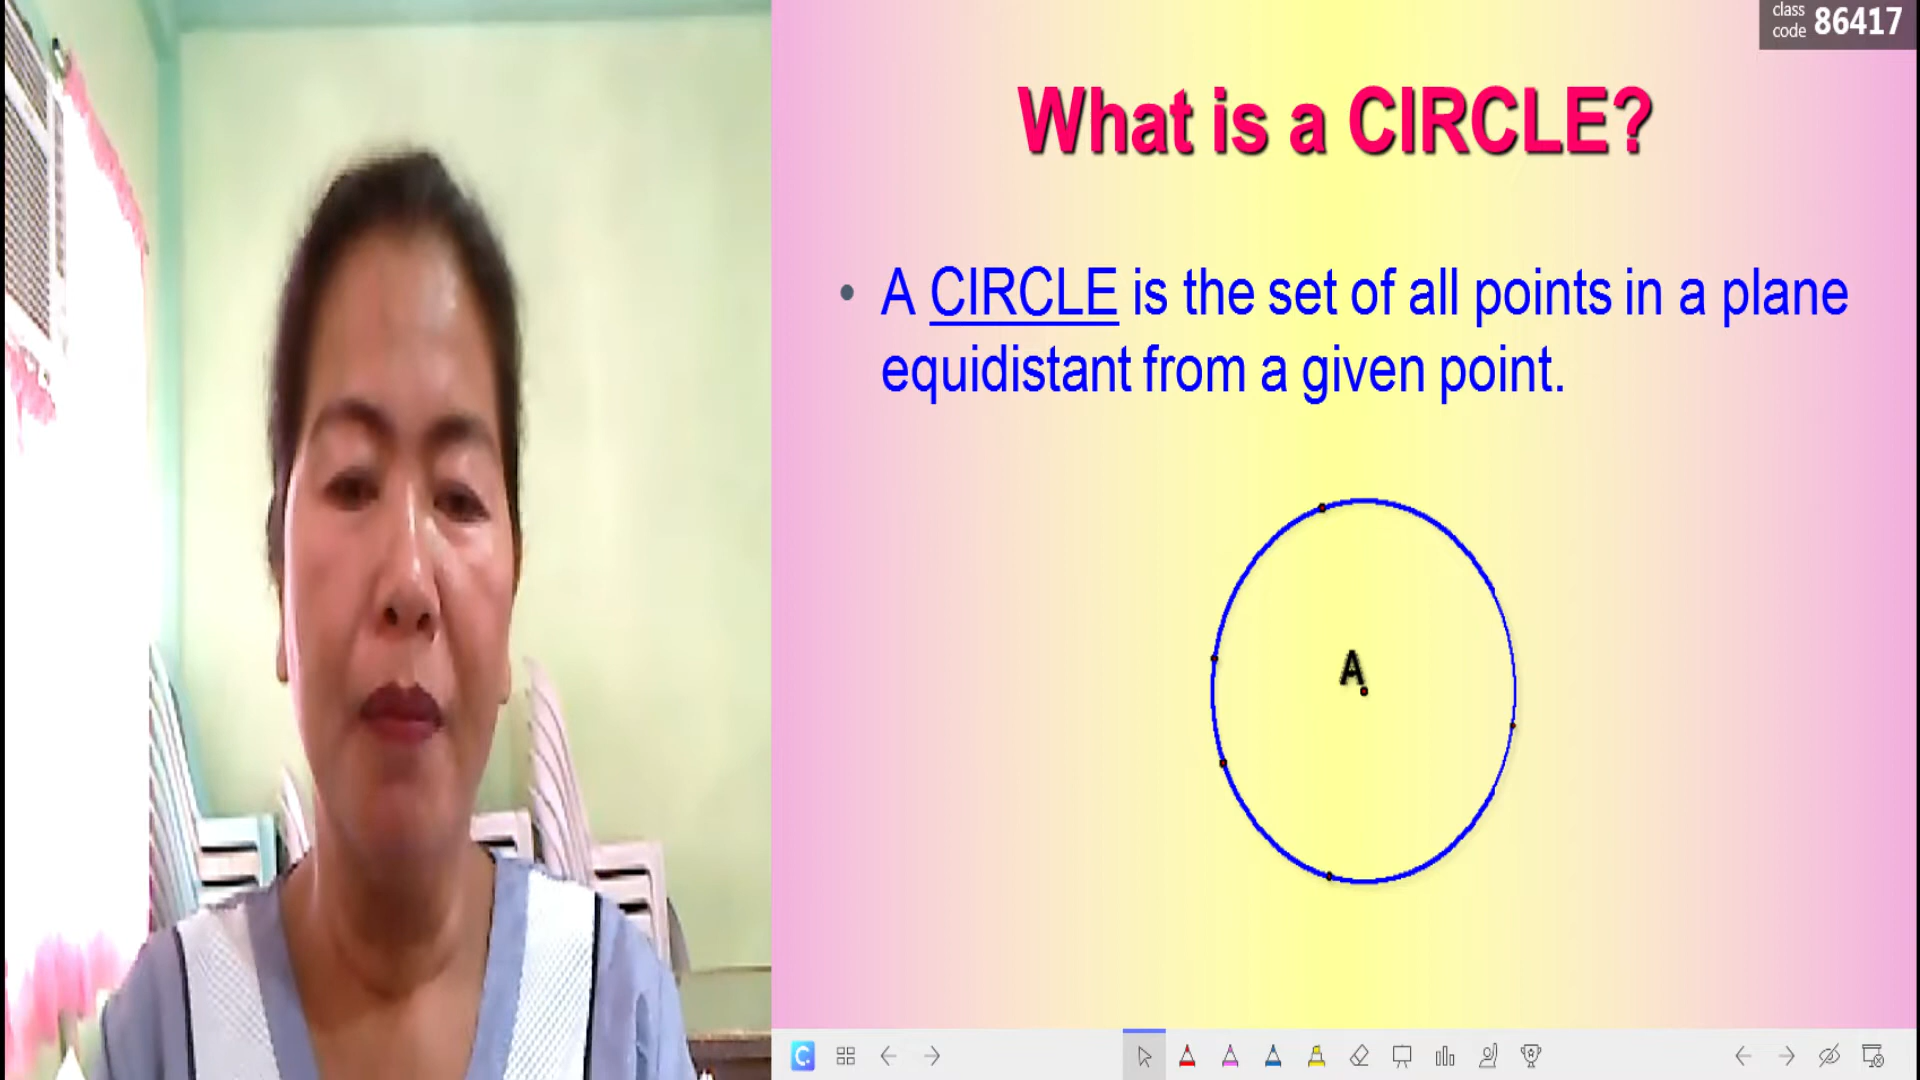 class
code 86417
What is a CIRCLE?
• A CIRCLE is the set of all points in a plane
equidistant from a given point.
A